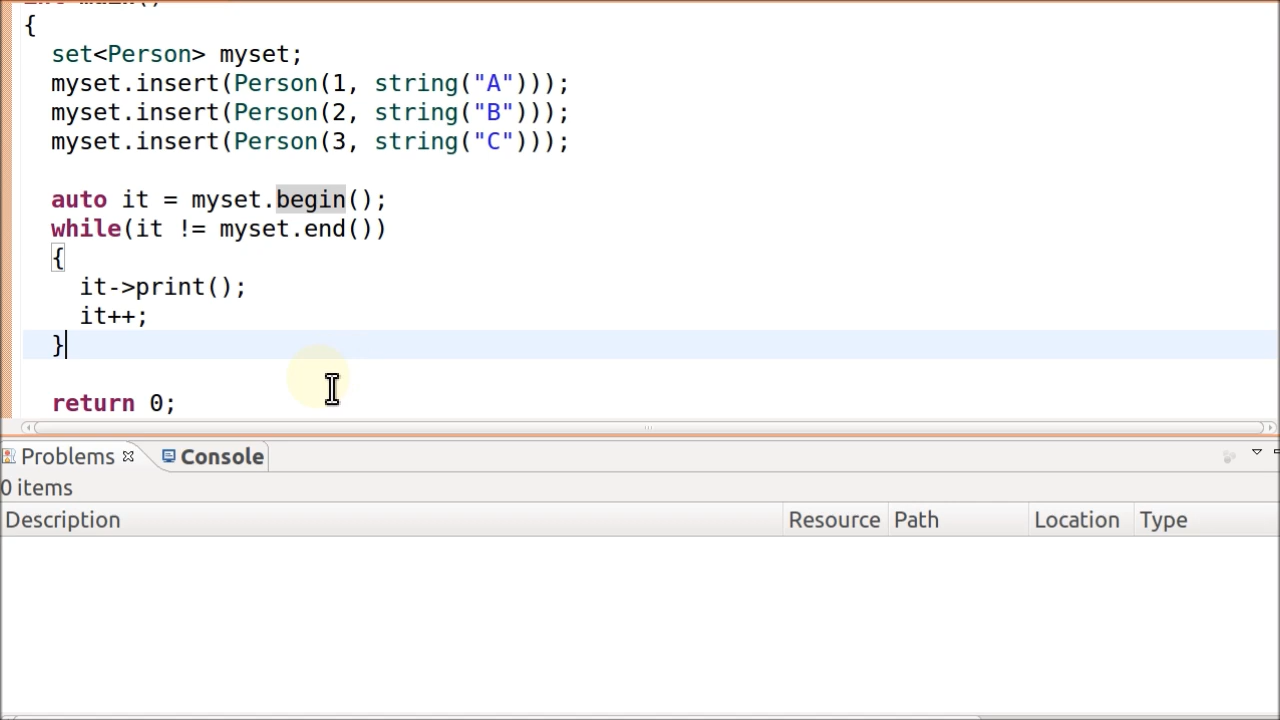 {
set<Person> myset;
myset.insert(Person(1, string("A")));
myset.insert(Person(2, string("B")));
myset.insert(Person(3, string("C")));
auto it = myset.begin();
while(it != myset.end())
{
it->print();
it++;
}
return 0;
Problems Console
0 items
Description Resource Path Location Type